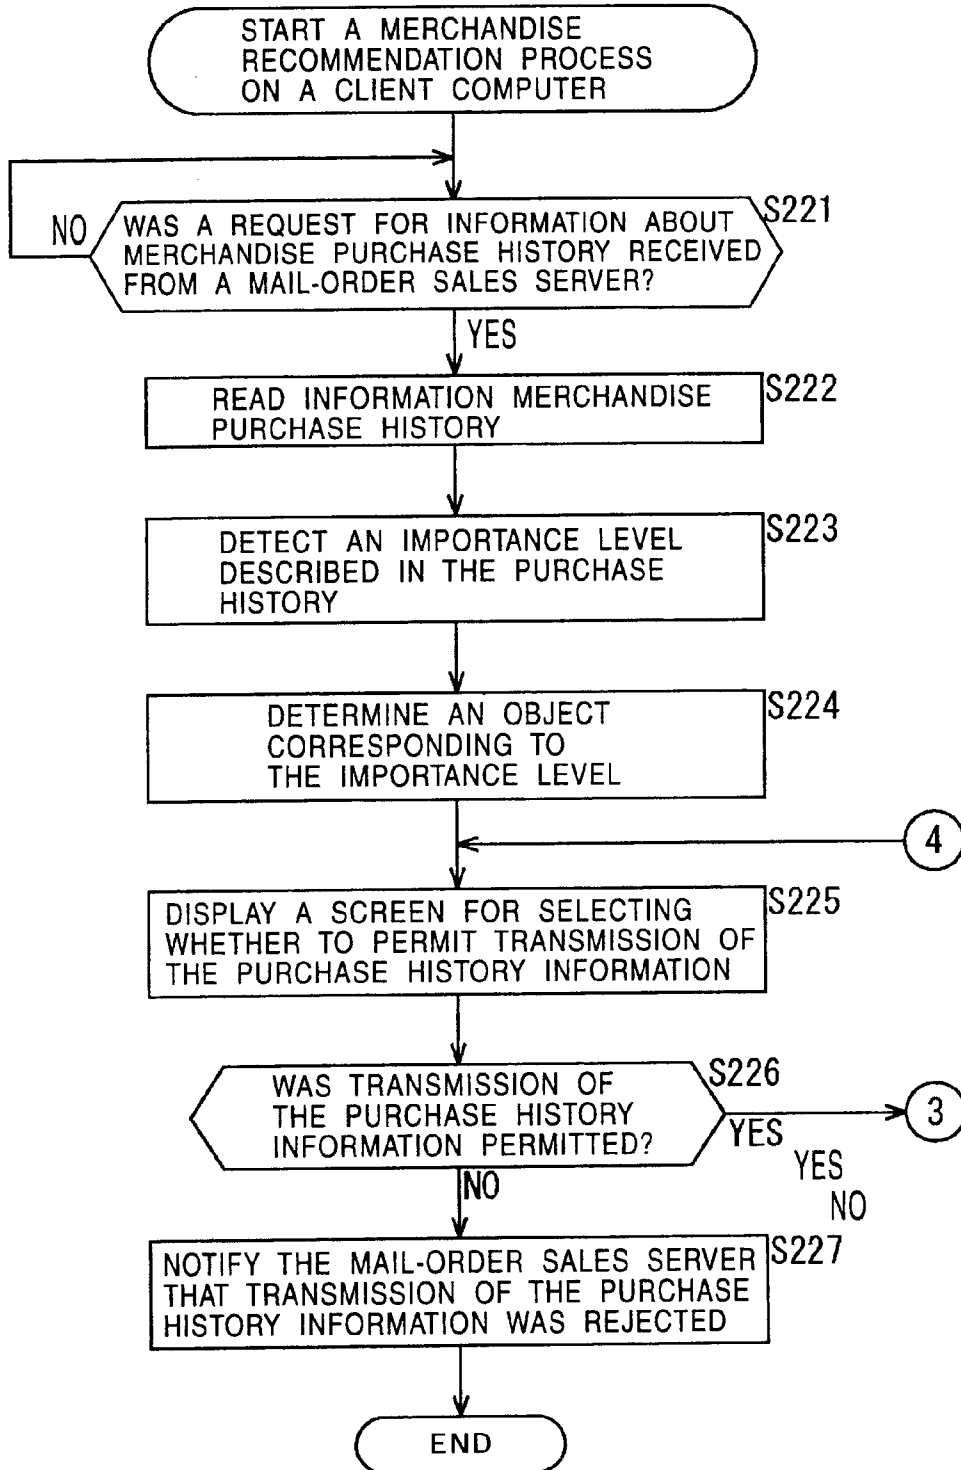 START A MERCHANDISE
RECOMMENDATION PROCESS
ON A CLIENT COMPUTER
NO
WAS A REQUEST FOR INFORMATION ABOUT
MERCHANDISE PURCHASE HISTORY RECEIVED
FROM A MAIL-ORDER SALES SERVER?
S221
YES
READ INFORMATION MERCHANDISE
PURCHASE HISTORY
S222
DETECT AN IMPORTANCE LEVEL
DESCRIBED IN THE PURCHASE
HISTORY
S223
DETERMINE AN OBJECT
CORRESPONDING TO
THE IMPORTANCE LEVEL
S224
4
DISPLAY A SCREEN FOR SELECTING
WHETHER TO PERMIT TRANSMISSION OF
THE PURCHASE HISTORY INFORMATION
S225
WAS TRANSMISSION OF
THE PURCHASE HISTORY
INFORMATION PERMITTED?
S226
YES
3
YES
NO
NO
NOTIFY THE MAIL-ORDER SALES SERVER
THAT TRANSMISSION OF THE PURCHASE
HISTORY INFORMATION WAS REJECTED
S227
END